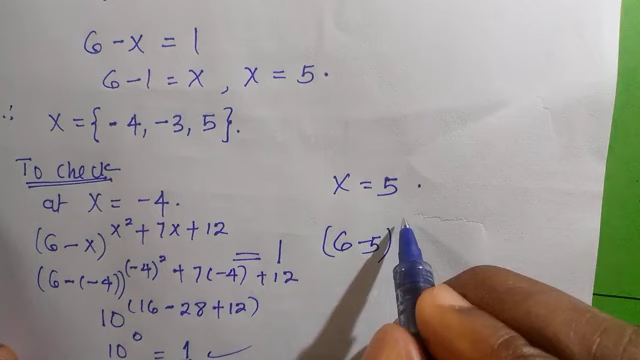 6 - x = 1
6 - 1 = x , x = 5.
∴ x = {-4, -3, 5}.
To check
at x = -4.
(6 - x)^x² + 7x + 12 = 1
(6 - (-4))^(-4)² + 7(-4) + 12
10^(16 - 28 + 12)
10^0 = 1 ✓
x = 5.
(6 - 5)